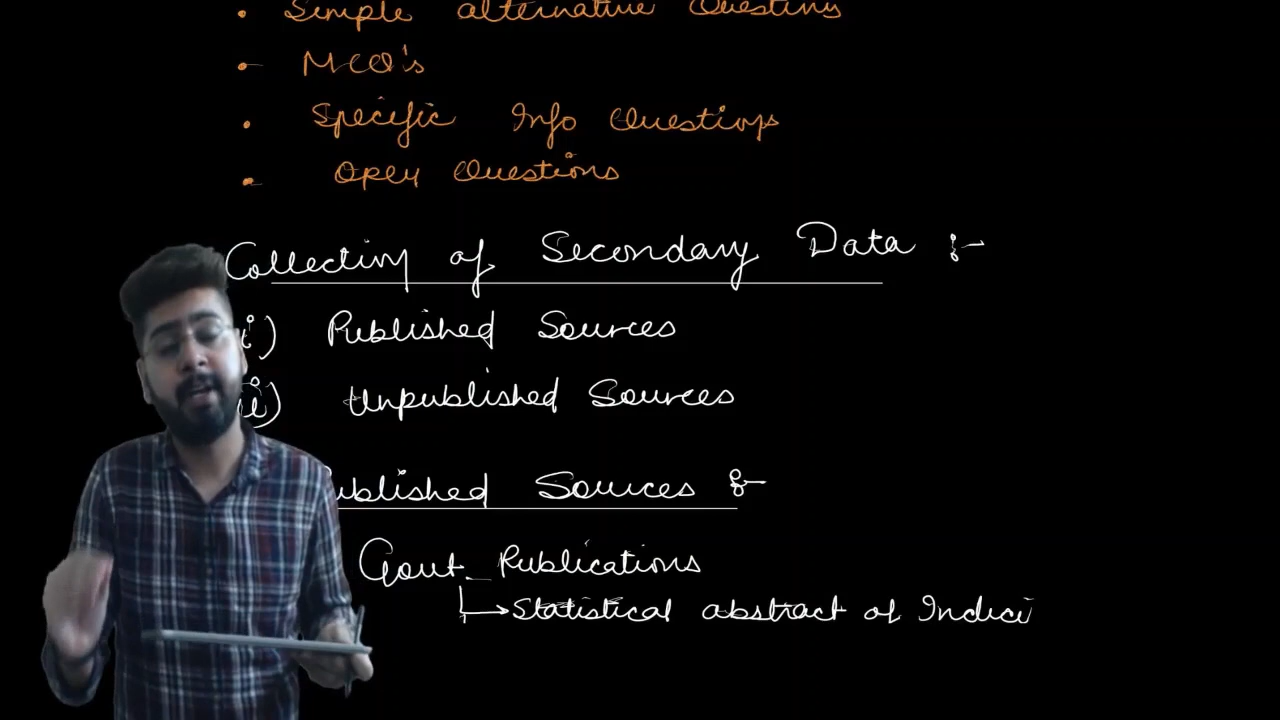 • Simple alternative Questions
• MCQ's
• Specific Info Questions
• Open Questions
Collection of Secondary Data :-
i) Published Sources
ii) Unpublished Sources
ublished Sources :-
Govt. Publications
→ Statistical abstract of India